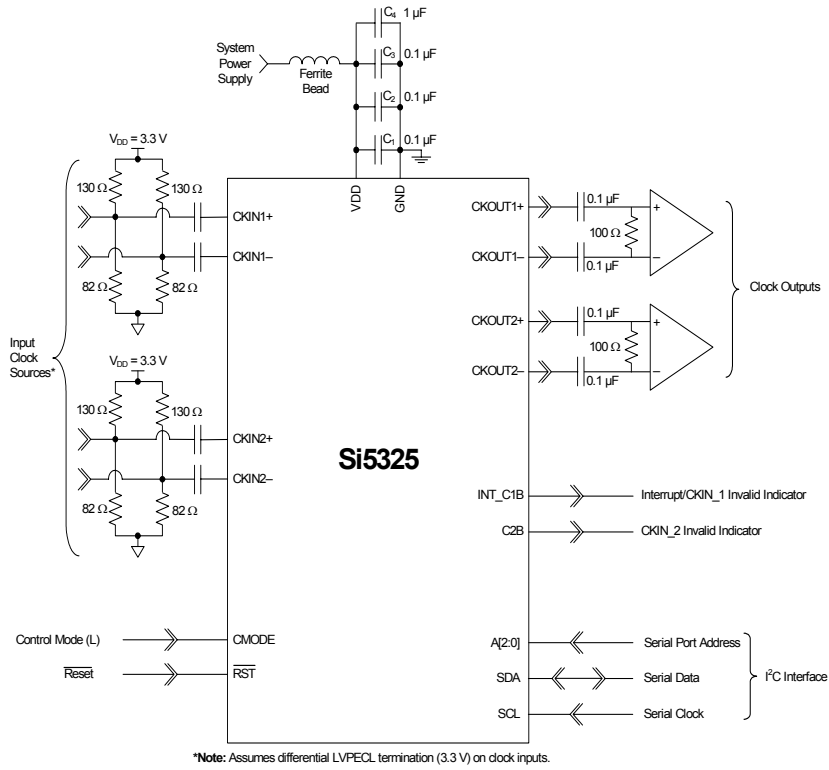 C4 1 µF
System
Power
Supply
Ferrite
Bead
C3 0.1 µF
C2 0.1 µF
C1 0.1 µF
VDD
GND
VDD = 3.3 V
130 Ω
130 Ω
CKIN1+
CKIN1–
82 Ω
82 Ω
Input
Clock
Sources*
VDD = 3.3 V
130 Ω
130 Ω
CKIN2+
CKIN2–
82 Ω
82 Ω
Control Mode (L)
CMODE
Reset
RST
Si5325
CKOUT1+
0.1 µF
+
100 Ω
CKOUT1–
–
0.1 µF
Clock Outputs
CKOUT2+
0.1 µF
+
100 Ω
CKOUT2–
–
0.1 µF
INT_C1B
Interrupt/CKIN_1 Invalid Indicator
C2B
CKIN_2 Invalid Indicator
A[2:0]
Serial Port Address
SDA
Serial Data
I²C Interface
SCL
Serial Clock
*Note: Assumes differential LVPECL termination (3.3 V) on clock inputs.